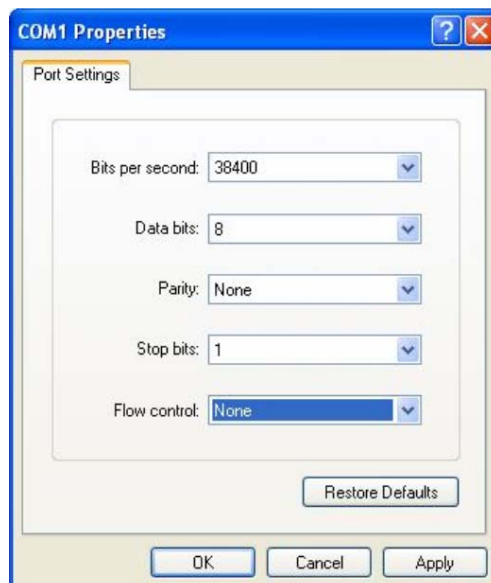 COM1 Properties
Port Settings
Bits per second: 38400
Data bits: 8
Parity: None
Stop bits: 1
Flow control: None
Restore Defaults
OK Cancel Apply